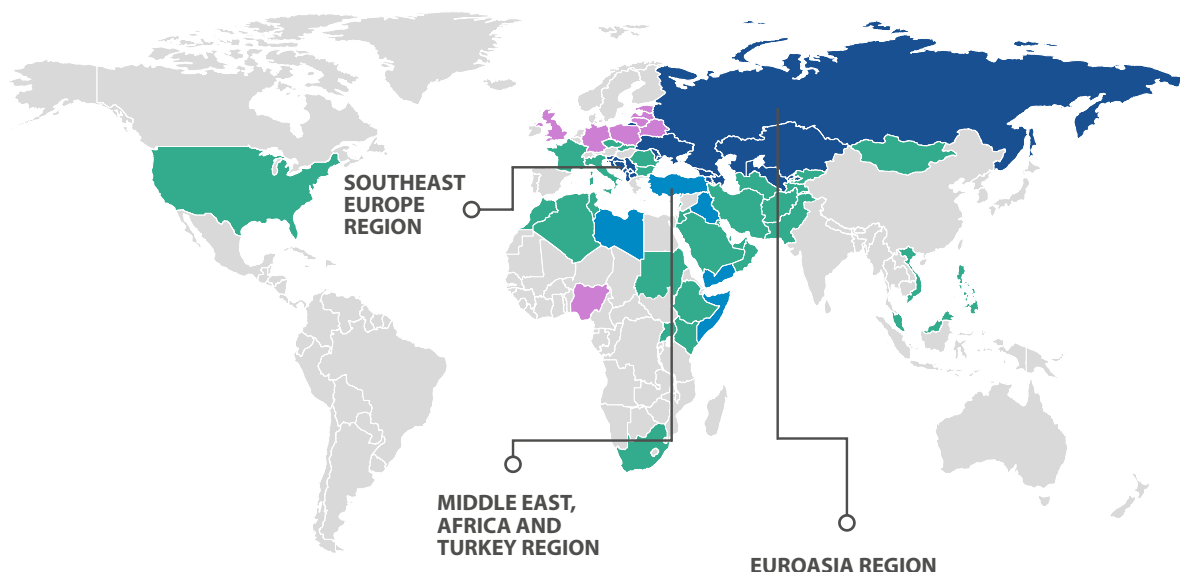 SOUTHEAST
EUROPE
REGION
MIDDLE EAST,
AFRICA AND
TURKEY REGION
EUROASIA REGION